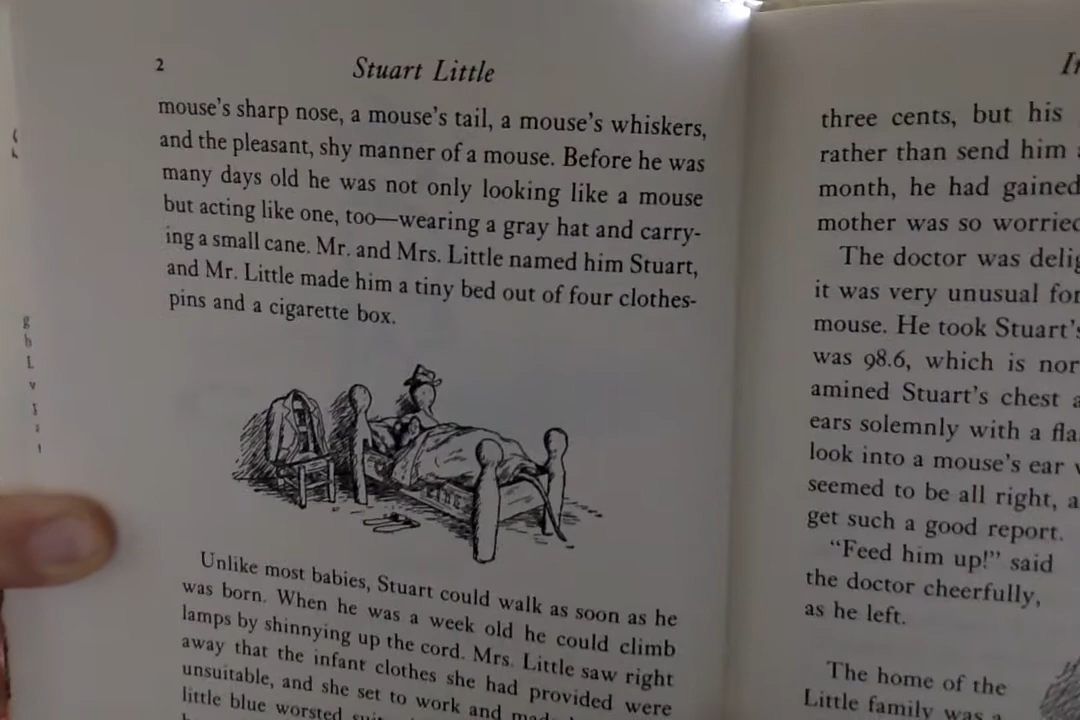 2
Stuart Little
mouse's sharp nose, a mouse's tail, a mouse's whiskers,
and the pleasant, shy manner of a mouse. Before he was
many days old he was not only looking like a mouse
but acting like one, too—wearing a gray hat and carry-
ing a small cane. Mr. and Mrs. Little named him Stuart,
and Mr. Little made him a tiny bed out of four clothes-
pins and a cigarette box.
Unlike most babies, Stuart could walk as soon as he
was born. When he was a week old he could climb
lamps by shinnying up the cord. Mrs. Little saw right
away that the infant clothes she had provided were
unsuitable, and she set to work and
little blue worsted
three cents, but his
rather than send him
month, he had gained
mother was so worried
The doctor was
it was very unusual for
mouse. He took Stuart's
was 98.6, which is
amined Stuart's chest
ears solemnly with a
look into a mouse's ear
seemed to be all right,
get such a good report.
"Feed him up!" said
the doctor cheerfully,
as he left.
The home of the
Little family was a